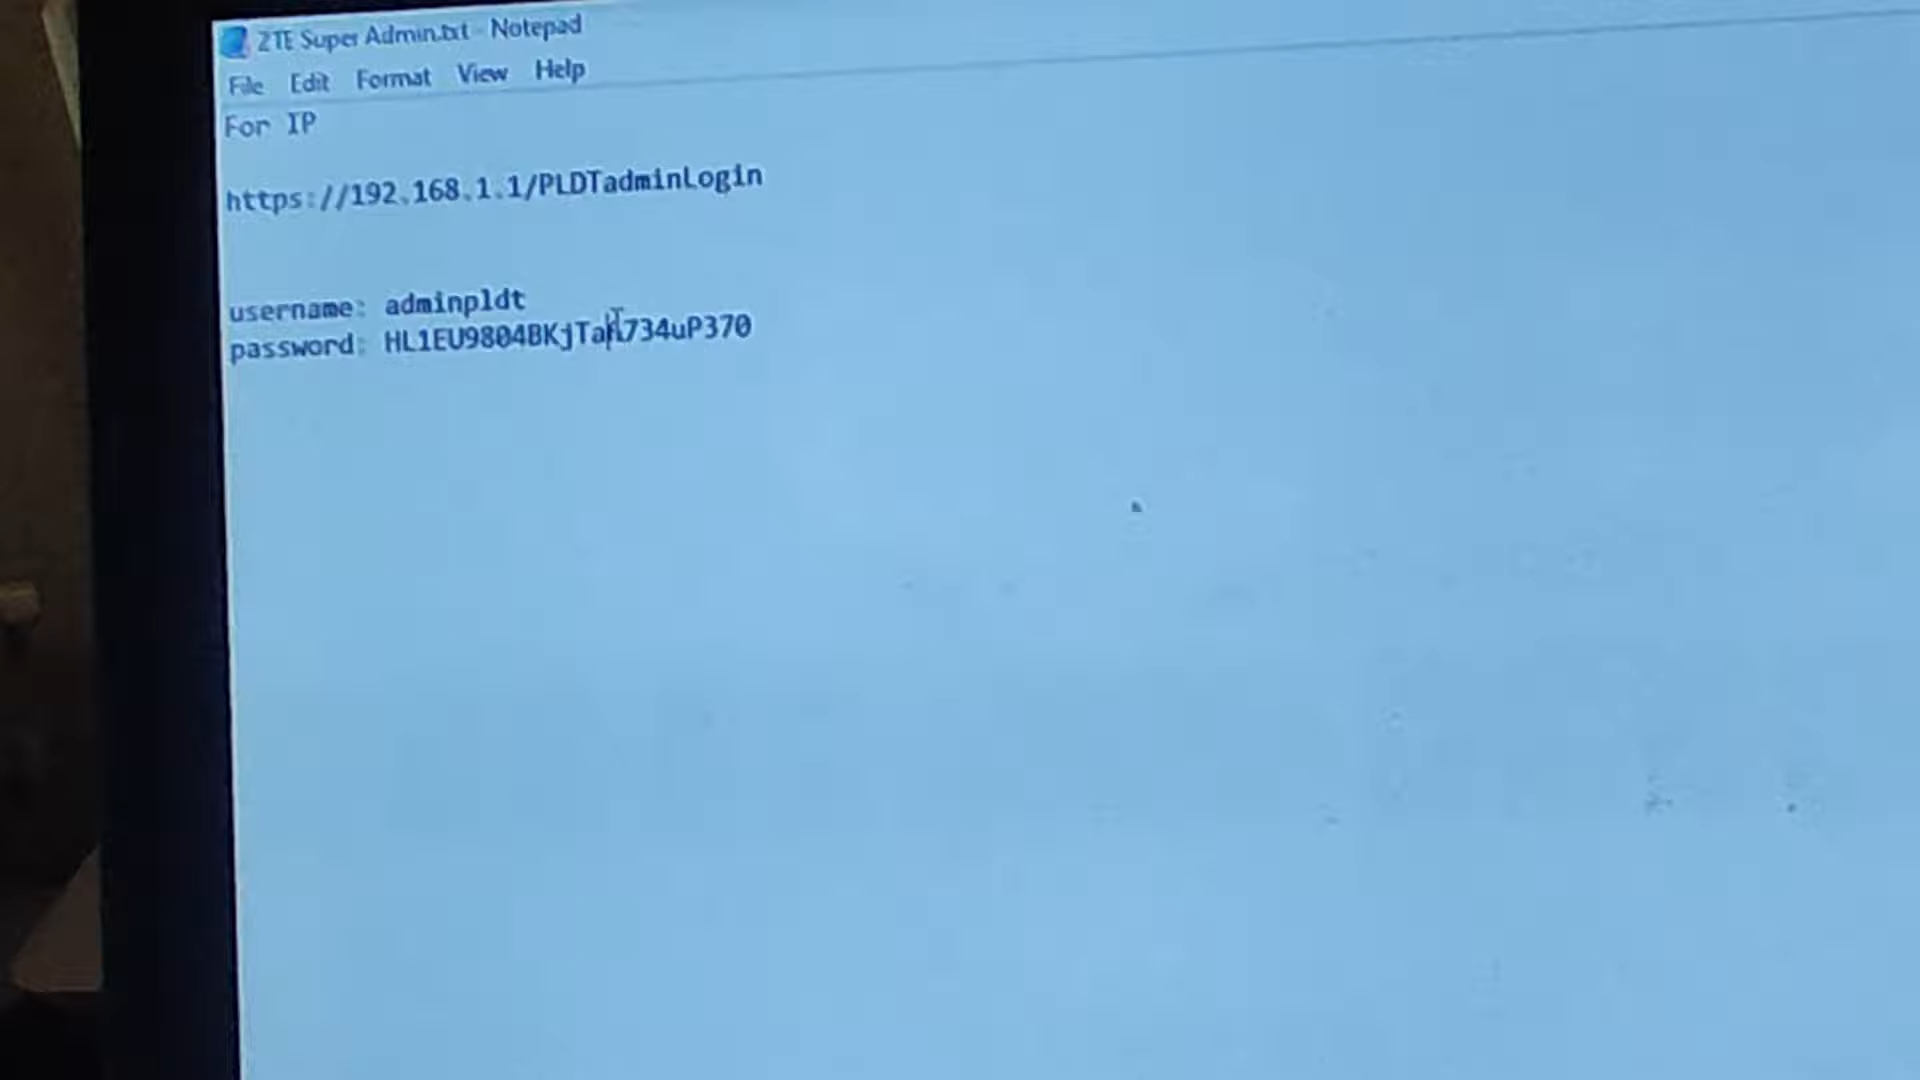 ZTE Super Admin.txt - Notepad
File Edit Format View Help
For IP
https://192.168.1.1/PLDTadminLogin
username: adminpldt